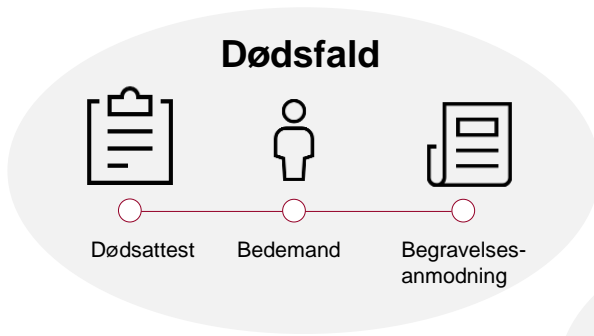 Dødsfald
Dødsattest
Bedemand
Begravelses-
anmodning